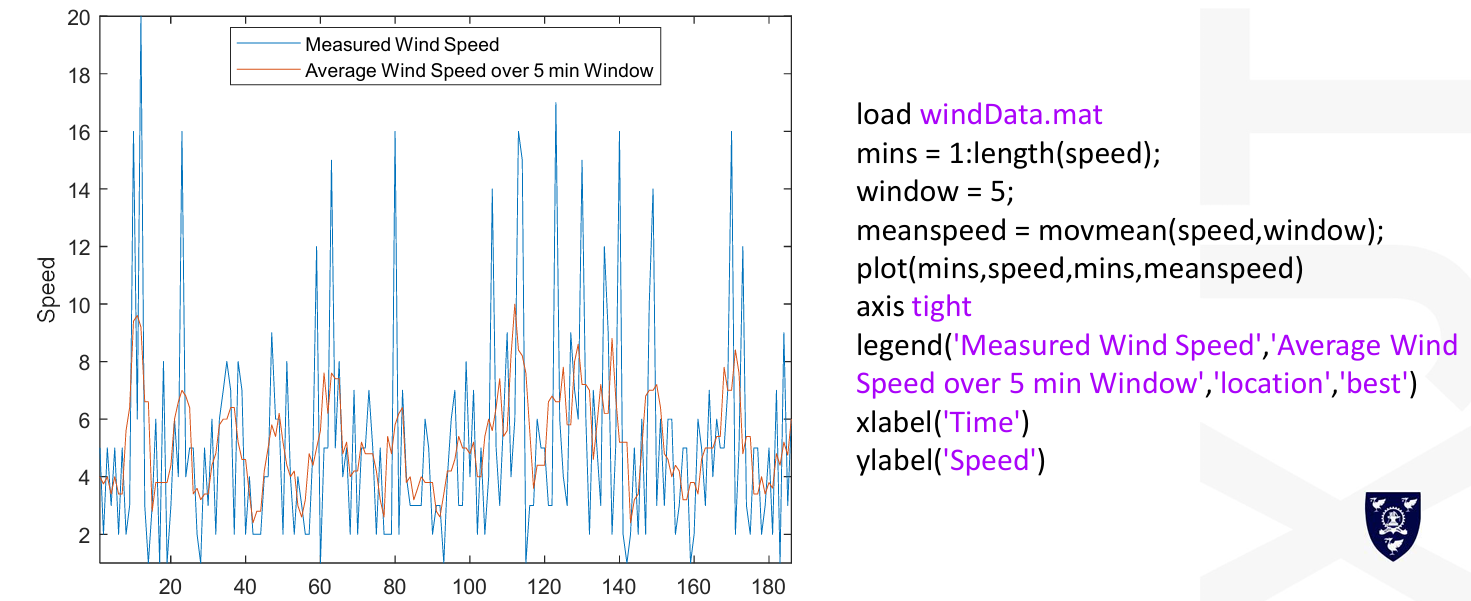 20
18
16
14
12
10
8
6
4
2
Speed
Measured Wind Speed
Average Wind Speed over 5 min Window
20 40 60 80 100 120 140 160 180
load windData.mat
mins = 1:length(speed);
window = 5;
meanspeed = movmean(speed,window);
plot(mins,speed,mins,meanspeed)
axis tight
legend('Measured Wind Speed','Average Wind
Speed over 5 min Window','location','best')
xlabel('Time')
ylabel('Speed')